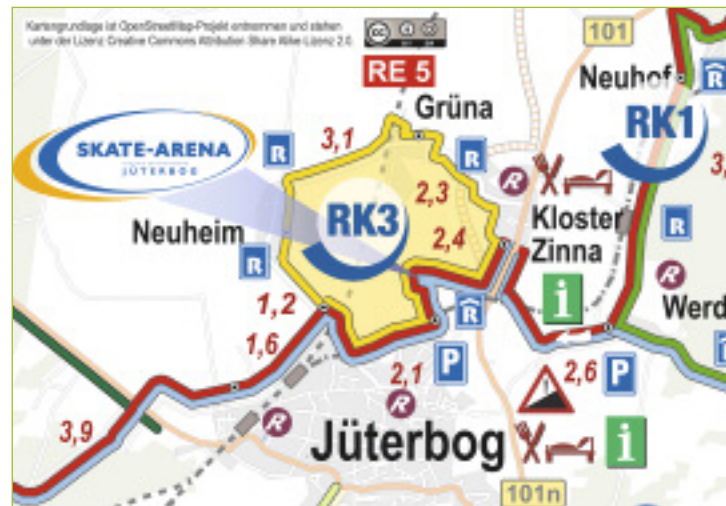 Kartengrundlage ist OpenStreetMap-Projekt entnommen und stehen
unter der Lizenz Creative Commons Attribution-Share Alike Lizenz 2.0.
cc
101
RE 5
Neuhof
R
Grüna
RK1
SKATE-ARENA
JÜTERBOG
R
3,1
R
3,
R
2,3
RK3
Kloster
Zinna
R
Neuheim
2,4
R
R
i
Werd
1,2
R
1,6
P
2,1
2,6
P
R
R
3,9
Jüterbog
i
101n